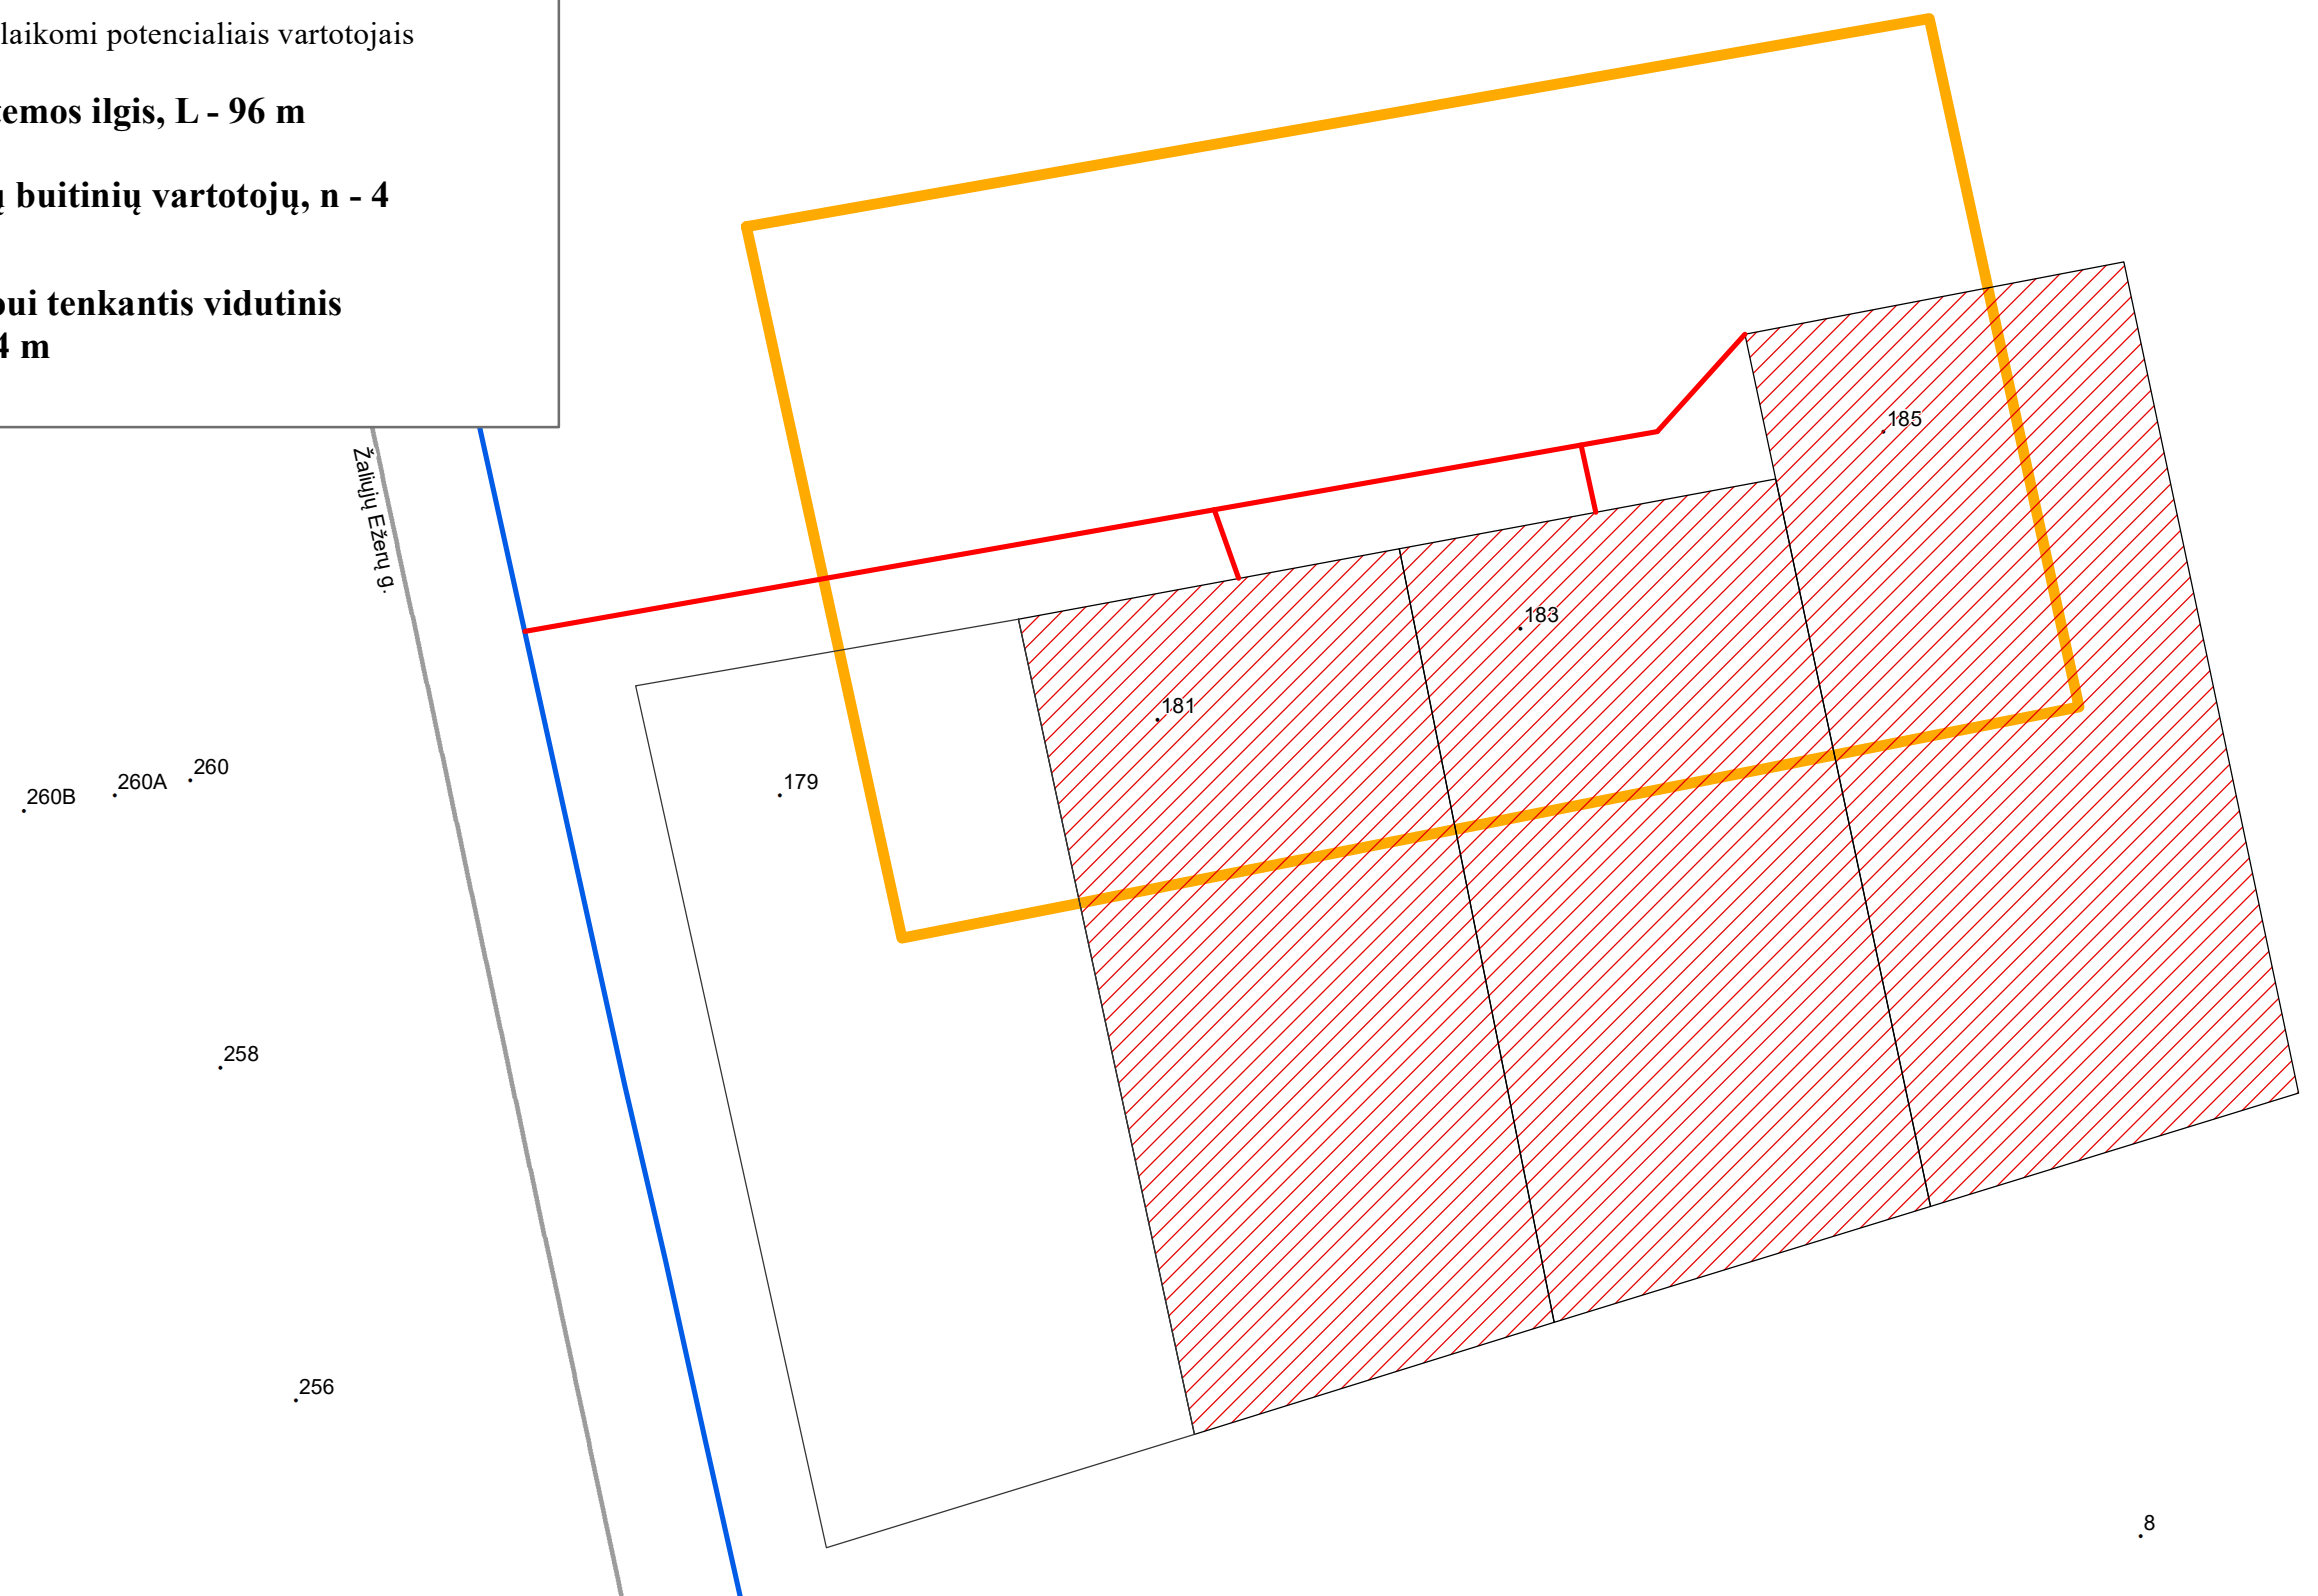 laikomi potencialiais vartotojais
temos ilgis, L - 96 m
ų buitinių vartotojų, n - 4
bui tenkantis vidutinis
4 m
Žaliųjų Ežerų g.
185
183
181
179
260
260A
260B
258
256
8